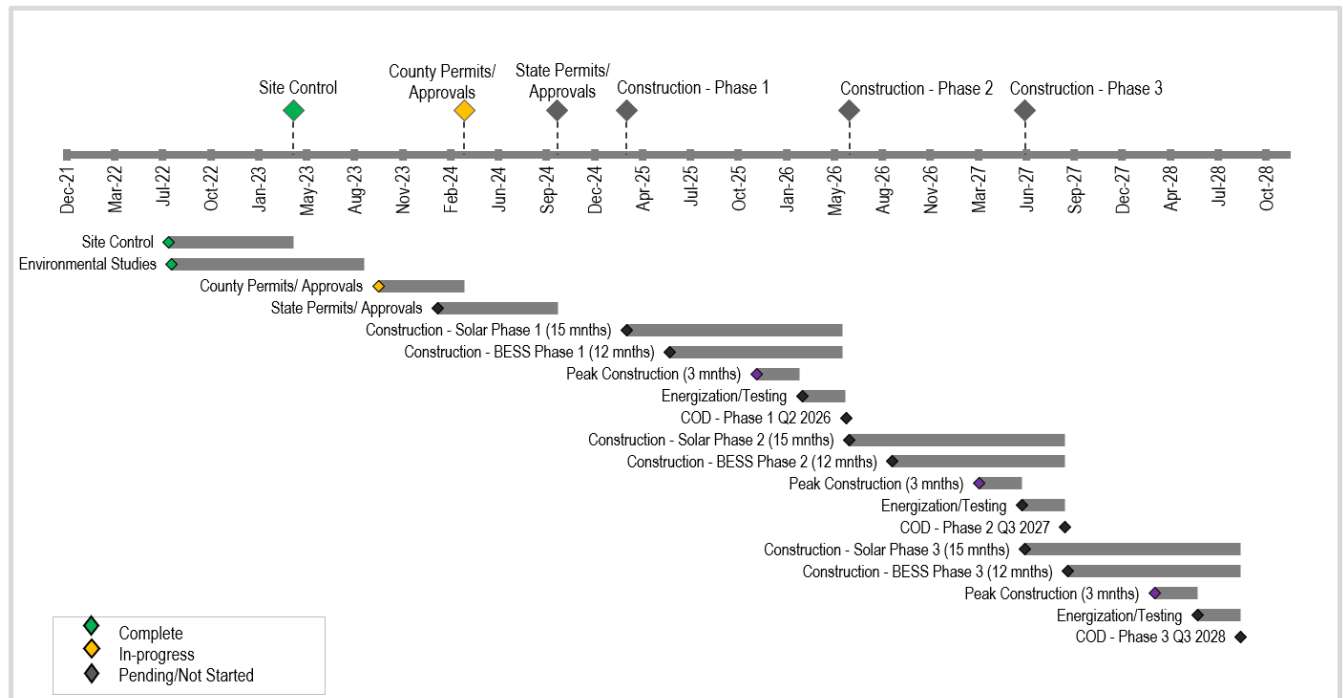 Site Control
County Permits/
Approvals
State Permits/
Approvals
Construction - Phase 1
Construction - Phase 2
Construction - Phase 3
Dec-21
Mar-22
Jul-22
Oct-22
Jan-23
May-23
Aug-23
Nov-23
Feb-24
Jun-24
Sep-24
Dec-24
Apr-25
Jul-25
Oct-25
Jan-26
May-26
Aug-26
Nov-26
Mar-27
Jun-27
Sep-27
Dec-27
Apr-28
Jul-28
Oct-28
Site Control
Environmental Studies
County Permits/ Approvals
State Permits/ Approvals
Construction - Solar Phase 1 (15 mnths)
Construction - BESS Phase 1 (12 mnths)
Peak Construction (3 mnths)
Energization/Testing
COD - Phase 1 Q2 2026
Construction - Solar Phase 2 (15 mnths)
Construction - BESS Phase 2 (12 mnths)
Peak Construction (3 mnths)
Energization/Testing
COD - Phase 2 Q3 2027
Construction - Solar Phase 3 (15 mnths)
Construction - BESS Phase 3 (12 mnths)
Peak Construction (3 mnths)
Energization/Testing
COD - Phase 3 Q3 2028
Complete
In-progress
Pending/Not Started